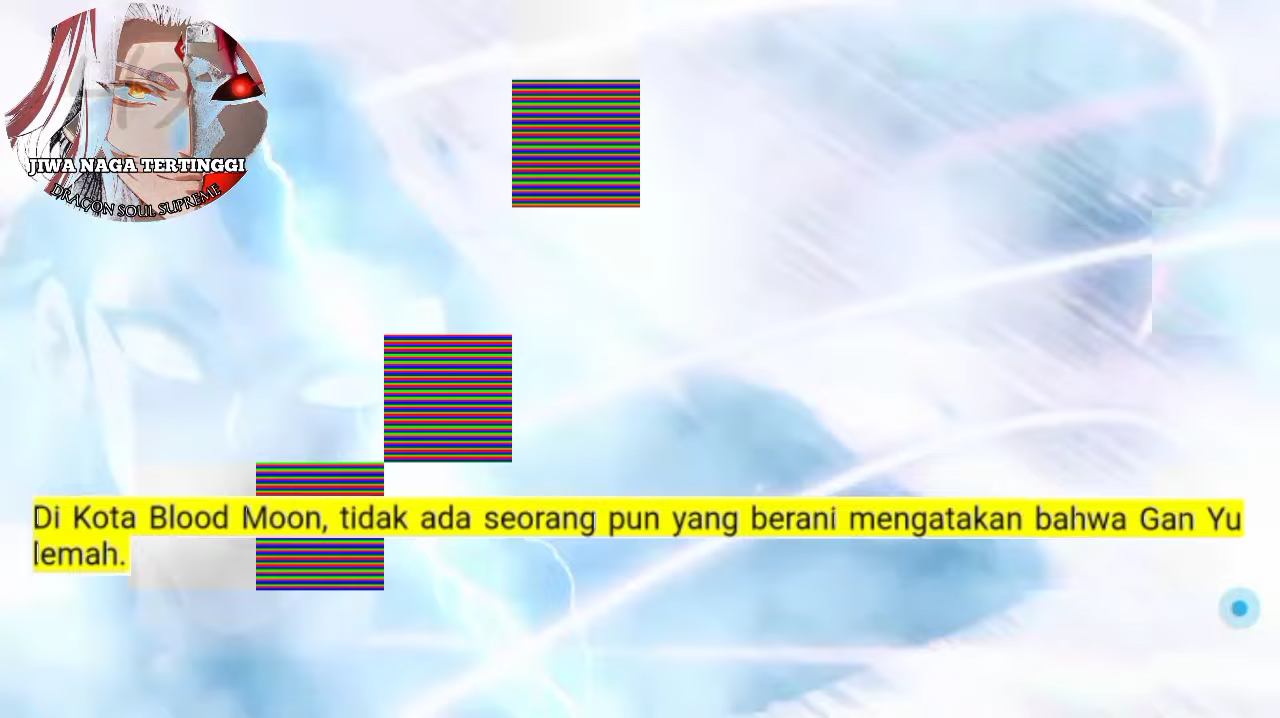 JIWA NAGA TERTINGGI
DRAGON SOUL SUPREME
Di Kota Blood Moon, tidak ada seorang pun yang berani mengatakan bahwa Gan Yu
lemah.